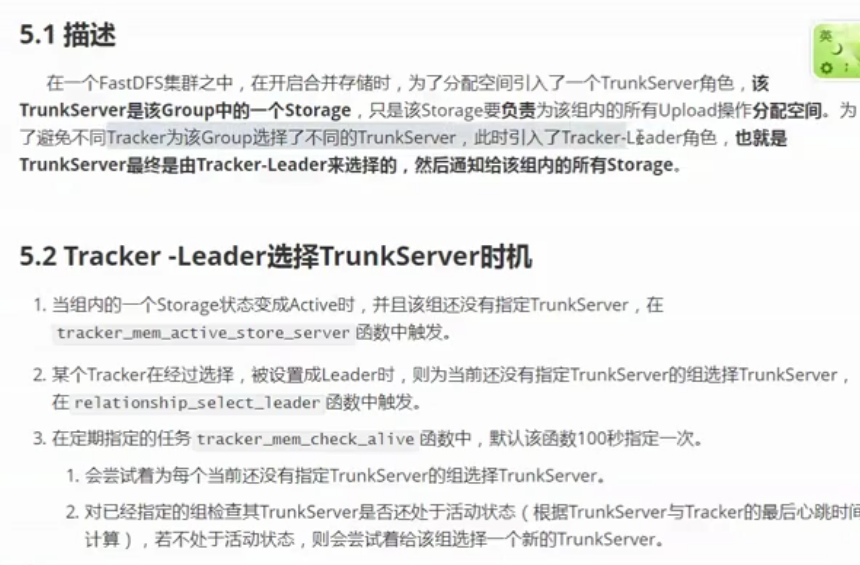 5.1 描述
英
在一个FastDFS集群之中，在开启合并存储时，为了分配空间引入了一个TrunkServer角色，该
TrunkServer是该Group中的一个Storage，只是该Storage要负责为该组内的所有Upload操作分配空间。为
了避免不同Tracker为该Group选择了不同的TrunkServer，此时引入了Tracker-Leader角色，也就是
TrunkServer最终是由Tracker-Leader来选择的，然后通知给该组内的所有Storage。
5.2 Tracker -Leader选择TrunkServer时机
1. 当组内的一个Storage状态变成Active时，并且该组还没有指定TrunkServer，在
tracker_mem_active_store_server 函数中触发。
2. 某个Tracker在经过选择，被设置成Leader时，则为当前还没有指定TrunkServer的组选择TrunkServer，
在 relationship_select_leader 函数中触发。
3. 在定期指定的任务 tracker_mem_check_alive 函数中，默认该函数100秒指定一次。
1. 会尝试着为每个当前还没有指定TrunkServer的组选择TrunkServer。
2. 对已经指定的组检查其TrunkServer是否还处于活动状态（根据TrunkServer与Tracker的最后心跳时间
计算），若不处于活动状态，则会尝试着给该组选择一个新的TrunkServer。